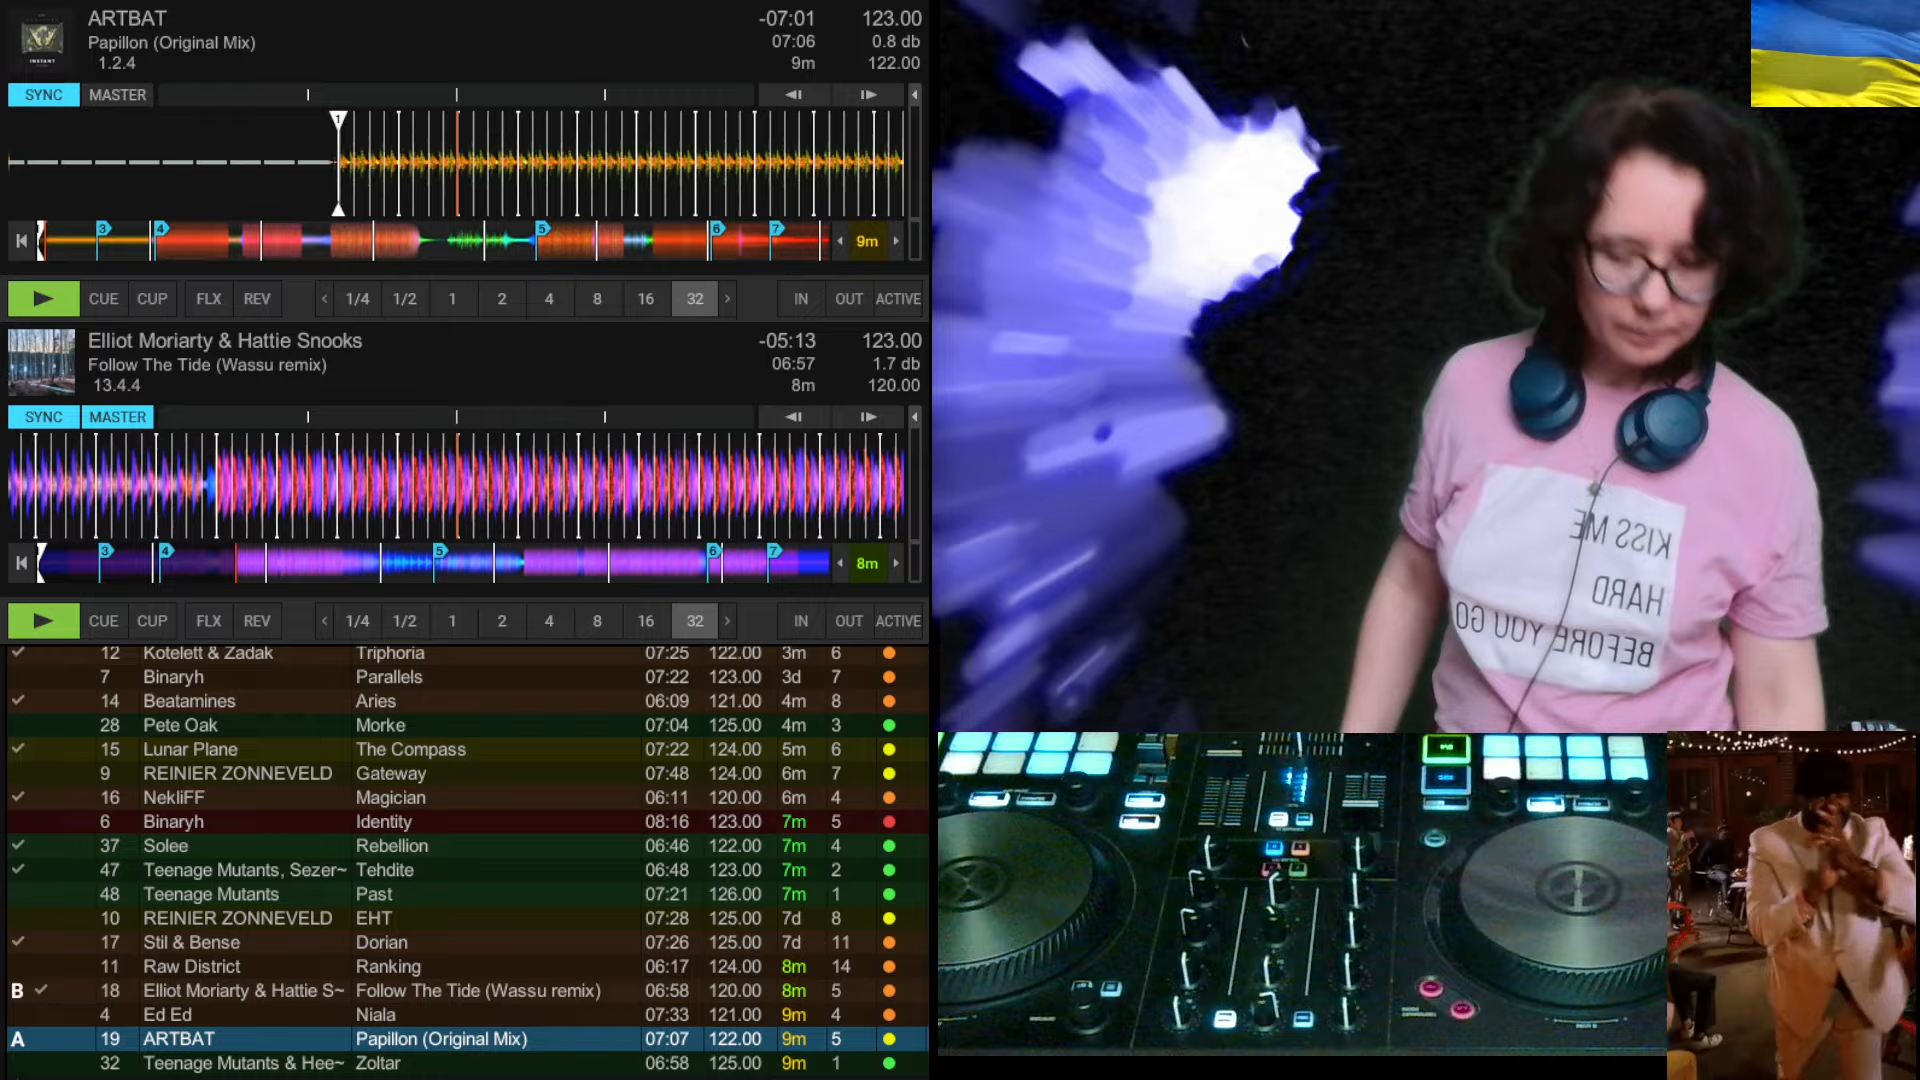 ARTBAT
Papillon (Original Mix)
1.2.4
-07:01 123.00
07:06 0.8 db
9m 122.00
SYNC MASTER
1
3 4 5 6 7
9m
CUE CUP FLX REV 1/4 1/2 1 2 4 8 16 32 IN OUT ACTIVE
Elliot Moriarty & Hattie Snooks
Follow The Tide (Wassu remix)
13.4.4
-05:13 123.00
06:57 1.7 db
8m 120.00
SYNC MASTER
3 4 5 6 7
8m
CUE CUP FLX REV 1/4 1/2 1 2 4 8 16 32 IN OUT ACTIVE
12 Kotelett & Zadak Triphoria 07:25 122.00 3m 6
7 Binaryh Parallels 07:22 123.00 3d 7
14 Beatamines Aries 06:09 121.00 4m 8
28 Pete Oak Morke 07:04 125.00 4m 3
15 Lunar Plane The Compass 07:22 124.00 5m 6
9 REINIER ZONNEVELD Gateway 07:48 124.00 6m 7
16 NekliFF Magician 06:11 120.00 6m 4
6 Binaryh Identity 08:16 123.00 7m 5
37 Solee Rebellion 06:46 122.00 7m 4
47 Teenage Mutants, Sezer~ Tehdite 06:48 123.00 7m 2
48 Teenage Mutants Past 07:21 126.00 7m 1
10 REINIER ZONNEVELD EHT 07:28 125.00 7d 8
17 Stil & Bense Dorian 07:26 125.00 7d 11
11 Raw District Ranking 06:17 124.00 8m 14
B 18 Elliot Moriarty & Hattie S~ Follow The Tide (Wassu remix) 06:58 120.00 8m 5
4 Ed Ed Niala 07:33 121.00 9m 4
A 19 ARTBAT Papillon (Original Mix) 07:07 122.00 9m 5
32 Teenage Mutants & Hee~ Zoltar 06:58 125.00 9m 1
KISS ME
HARD
BEFORE YOU GO